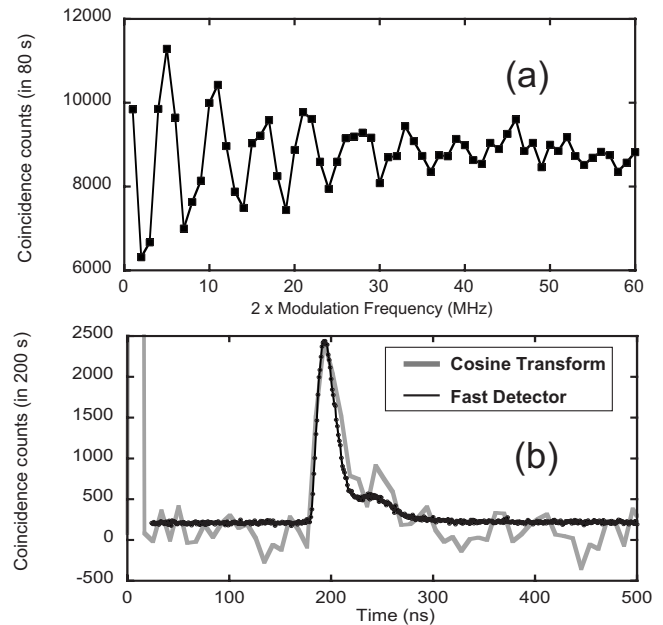 12000
10000
8000
6000
Coincidence counts (in 80 s)
(a)
0 10 20 30 40 50 60
2 x Modulation Frequency (MHz)
2500
2000
1500
1000
500
0
-500
Coincidence counts (in 200 s)
Cosine Transform
Fast Detector
(b)
0 100 200 300 400 500
Time (ns)